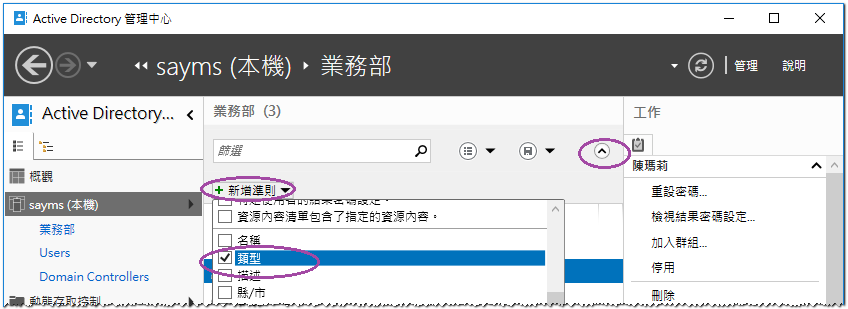 Active Directory 管理中心
sayms (本機) 業務部
管理 說明
Active Directory...
業務部 (3)
工作
篩選
概觀
新增準則
陳瑪莉
sayms (本機)
資源內容清單包含了指定的資源內容。
重設密碼...
業務部
名稱
檢視結果密碼設定...
Users
類型
加入群組...
Domain Controllers
描述
停用
動態存取控制
縣/市
刪除